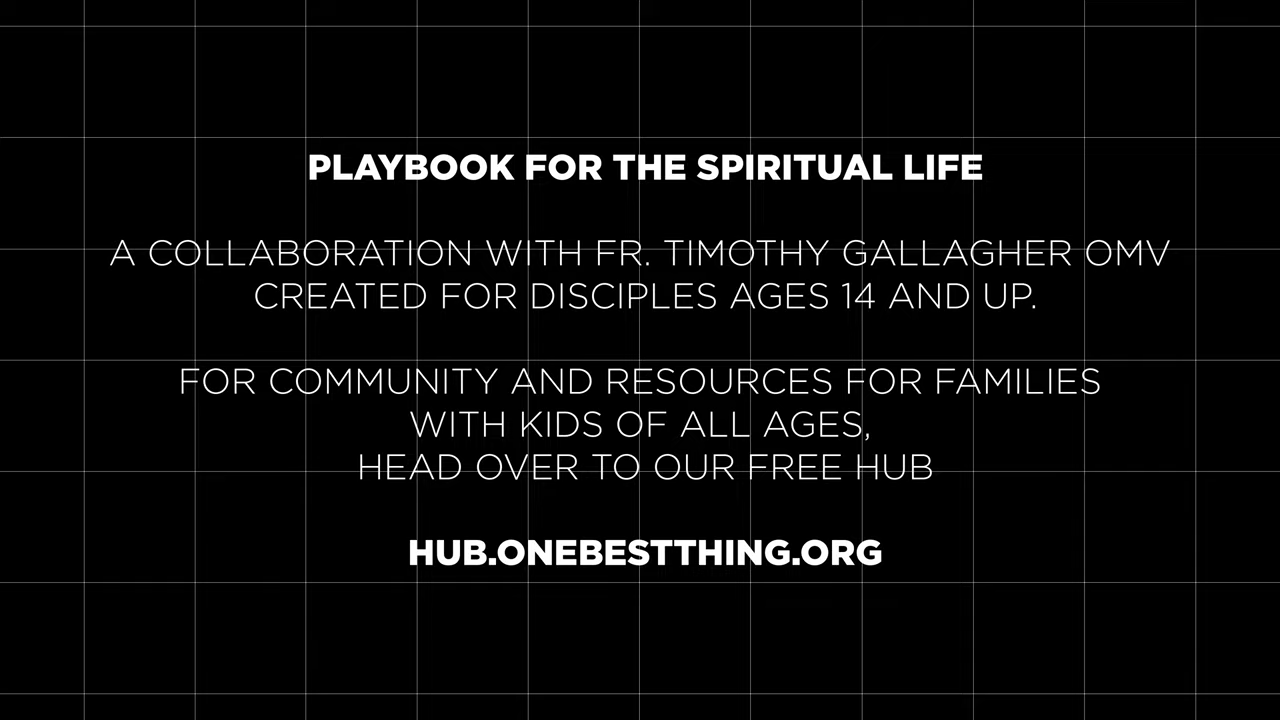 PLAYBOOK FOR THE SPIRITUAL LIFE
A COLLABORATION WITH FR. TIMOTHY GALLAGHER OMV
CREATED FOR DISCIPLES AGES 14 AND UP.
FOR COMMUNITY AND RESOURCES FOR FAMILIES
WITH KIDS OF ALL AGES,
HEAD OVER TO OUR FREE HUB
HUB.ONEBESTTHING.ORG